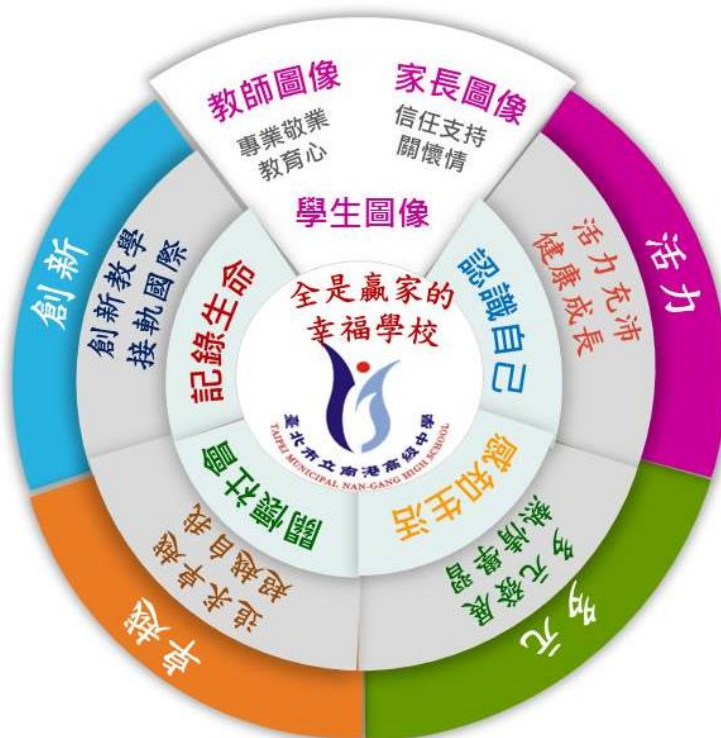 教師圖像
專業敬業
教育心
家長圖像
信任支持
關懷情
學生圖像
全是贏家的
幸福學校
臺北市立南港高級中學
TAIPEI MUNICIPAL NAN-GANG HIGH SCHOOL
認識自己
感知生活
關懷社會
記錄生命
活力充沛
健康成長
多元發展
熱情學習
追求卓越
超越自我
創新教學
接軌國際
活力
多元
卓越
創新